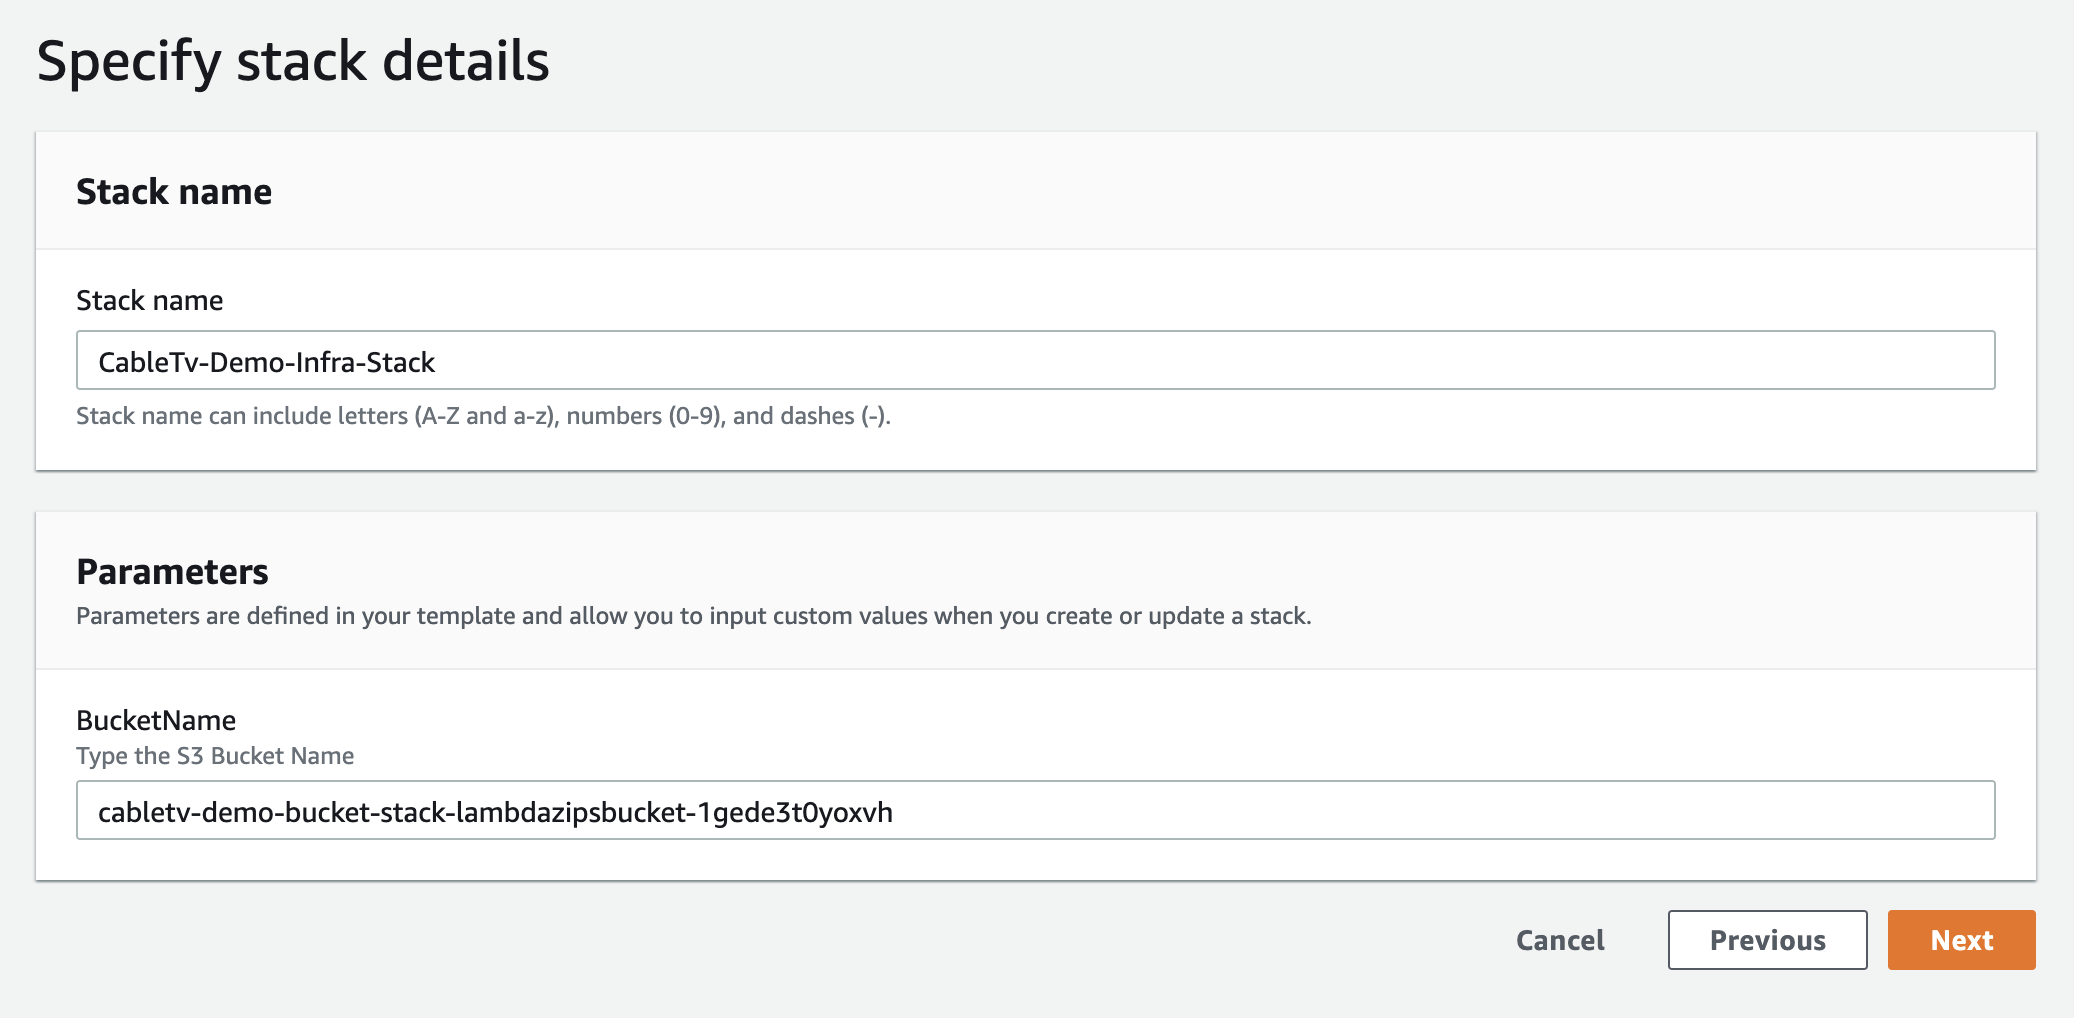 Specify stack details
Stack name
Stack name
CableTv-Demo-Infra-Stack
Stack name can include letters (A-Z and a-z), numbers (0-9), and dashes (-).
Parameters
Parameters are defined in your template and allow you to input custom values when you create or update a stack.
BucketName
Type the S3 Bucket Name
cabletv-demo-bucket-stack-lambdazipsbucket-1gede3t0yoxvh
Cancel Previous Next